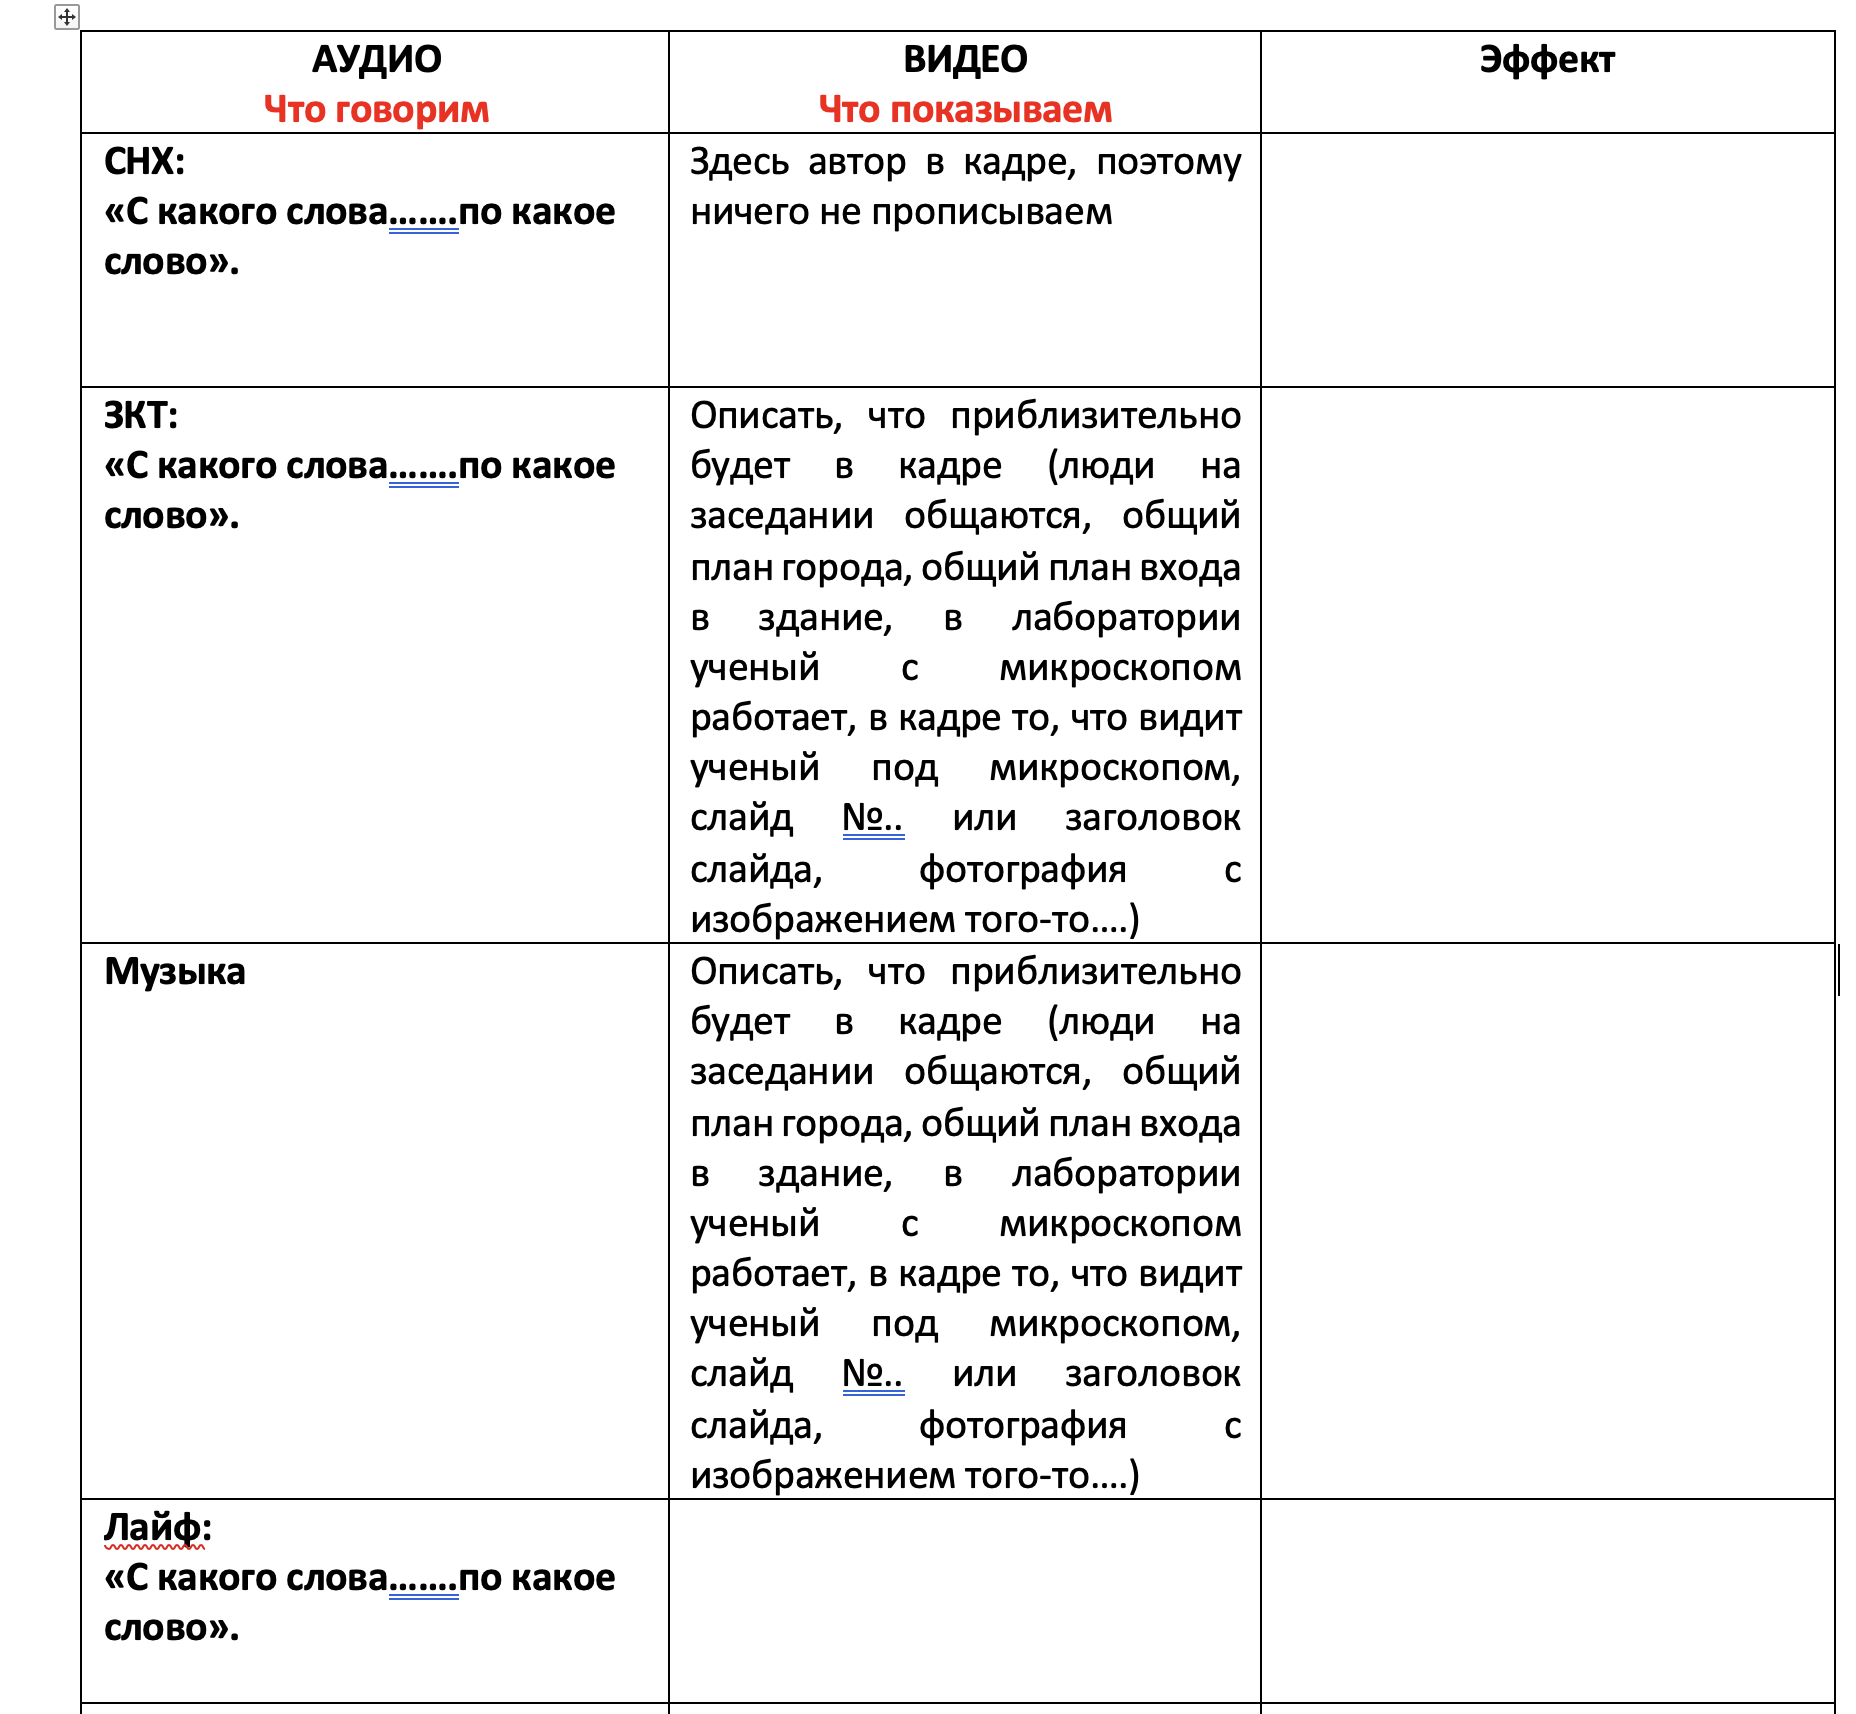 АУДИО
Что говорим
ВИДЕО
Что показываем
Эффект
СНХ:
«С какого слова…….по какое
слово».
Здесь автор в кадре, поэтому
ничего не прописываем
ЗКТ:
«С какого слова…….по какое
слово».
Описать, что приблизительно
будет в кадре (люди на
заседании общаются, общий
план города, общий план входа
в здание, в лаборатории
ученый с микроскопом
работает, в кадре то, что видит
ученый под микроскопом,
слайд №.. или заголовок
слайда, фотография с
изображением того-то….)
Музыка
Описать, что приблизительно
будет в кадре (люди на
заседании общаются, общий
план города, общий план входа
в здание, в лаборатории
ученый с микроскопом
работает, в кадре то, что видит
ученый под микроскопом,
слайд №.. или заголовок
слайда, фотография с
изображением того-то….)
Лайф:
«С какого слова…….по какое
слово».